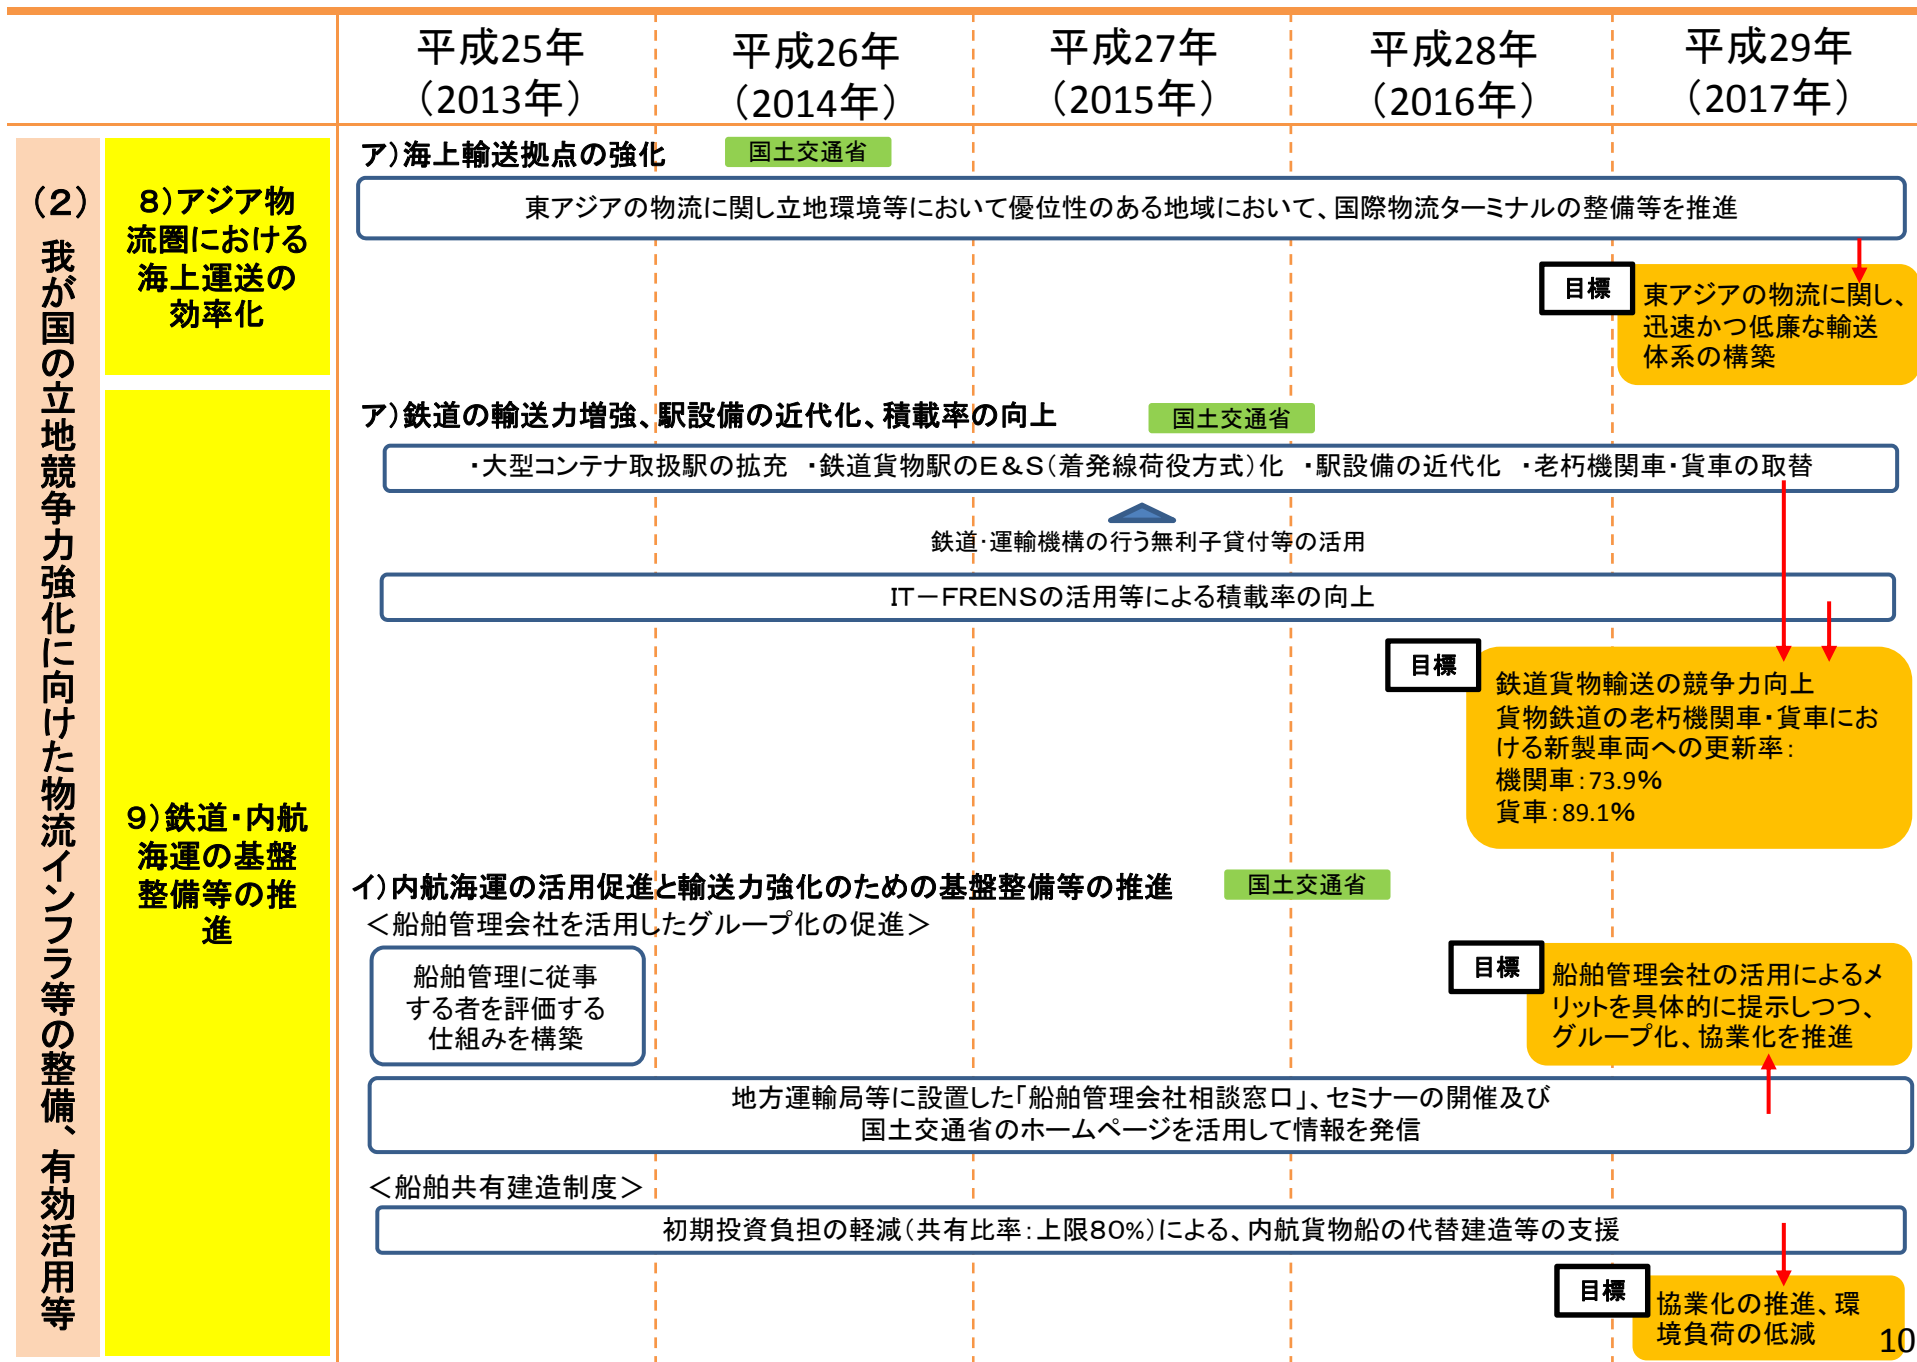 平成25年
（2013年）
平成26年
（2014年）
平成27年
（2015年）
平成28年
（2016年）
平成29年
（2017年）
（２）我が国の立地競争力強化に向けた物流インフラ等の整備、有効活用等
８）アジア物
流圏における
海上運送の
効率化
ア）海上輸送拠点の強化
国土交通省
東アジアの物流に関し立地環境等において優位性のある地域において、国際物流ターミナルの整備等を推進
目標
東アジアの物流に関し、
迅速かつ低廉な輸送
体系の構築
９）鉄道・内航
海運の基盤
整備等の推
進
ア）鉄道の輸送力増強、駅設備の近代化、積載率の向上
国土交通省
・大型コンテナ取扱駅の拡充　・鉄道貨物駅のＥ＆Ｓ（着発線荷役方式）化　・駅設備の近代化　・老朽機関車・貨車の取替
鉄道・運輸機構の行う無利子貸付等の活用
ＩＴ－ＦＲＥＮＳの活用等による積載率の向上
目標
鉄道貨物輸送の競争力向上
貨物鉄道の老朽機関車・貨車にお
ける新製車両への更新率：
機関車：73.9％
貨車：89.1％
イ）内航海運の活用促進と輸送力強化のための基盤整備等の推進
国土交通省
＜船舶管理会社を活用したグループ化の促進＞
船舶管理に従事
する者を評価する
仕組みを構築
目標
船舶管理会社の活用によるメ
リットを具体的に提示しつつ、
グループ化、協業化を推進
地方運輸局等に設置した「船舶管理会社相談窓口」、セミナーの開催及び
国土交通省のホームページを活用して情報を発信
＜船舶共有建造制度＞
初期投資負担の軽減（共有比率：上限８０％）による、内航貨物船の代替建造等の支援
目標
協業化の推進、環
境負荷の低減
10